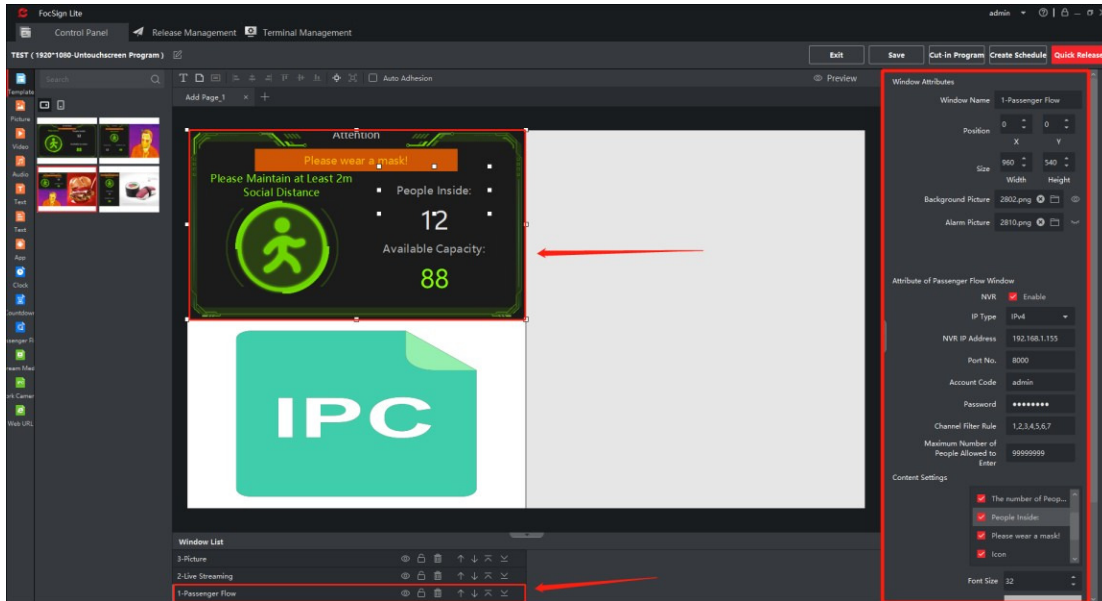 FocSign Lite
admin
Control Panel
Release Management
Terminal Management
TEST ( 1920*1080-Untouchscreen Program )
Exit
Save
Cut-in Program
Create Schedule
Quick Release
Template
Search
Auto Adhesion
Preview
Add Page_1
Picture
Video
Audio
Text
Text
App
Clock
Web URL
Attention
Please wear a mask!
Please Maintain at Least 2m
Social Distance
People Inside:
12
Available Capacity:
88
IPC
Window List
3-Picture
2-Live Streaming
1-Passenger Flow
Window Attributes
Window Name 1-Passenger Flow
Position 0 0
X Y
Size 960 540
Width Height
Background Picture 2802.png
Alarm Picture 2810.png
Attribute of Passenger Flow Window
NVR Enable
IP Type IPv4
NVR IP Address 192.168.1.155
Port No. 8000
Account Code admin
Password ••••••••
Channel Filter Rule 1,2,3,4,5,6,7
Maximum Number of
People Allowed to 99999999
Enter
Content Settings
The number of Peop...
People Inside:
Please wear a mask!
Icon
Font Size 32